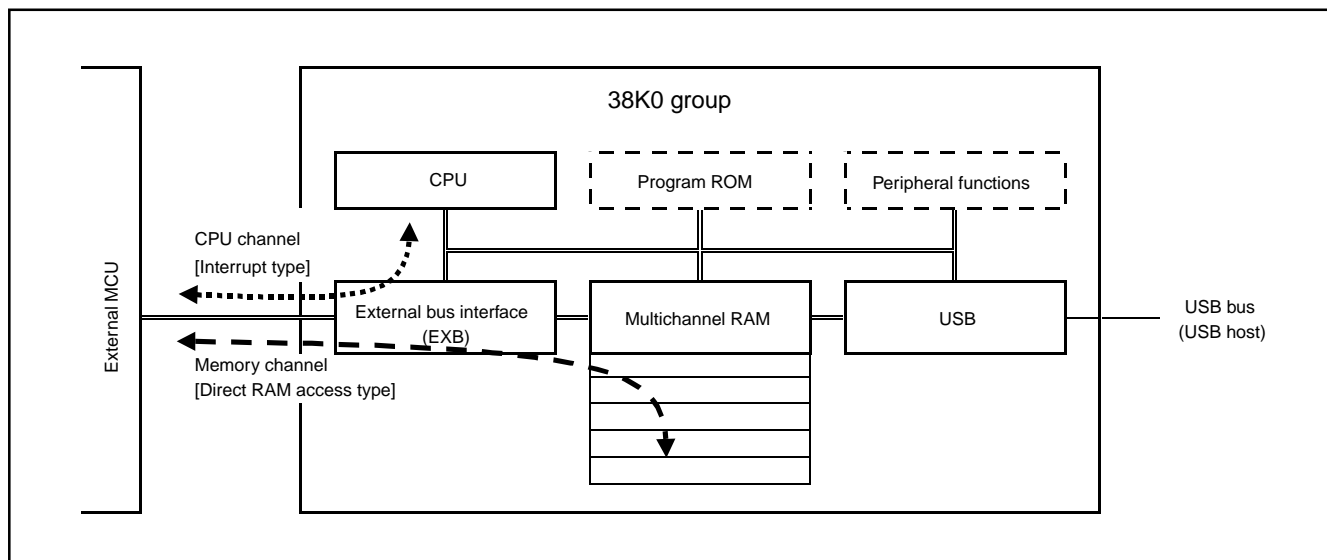 38K0 group
CPU
Program ROM
Peripheral functions
CPU channel
[Interrupt type]
External MCU
External bus interface
(EXB)
Multichannel RAM
USB
USB bus
(USB host)
Memory channel
[Direct RAM access type]